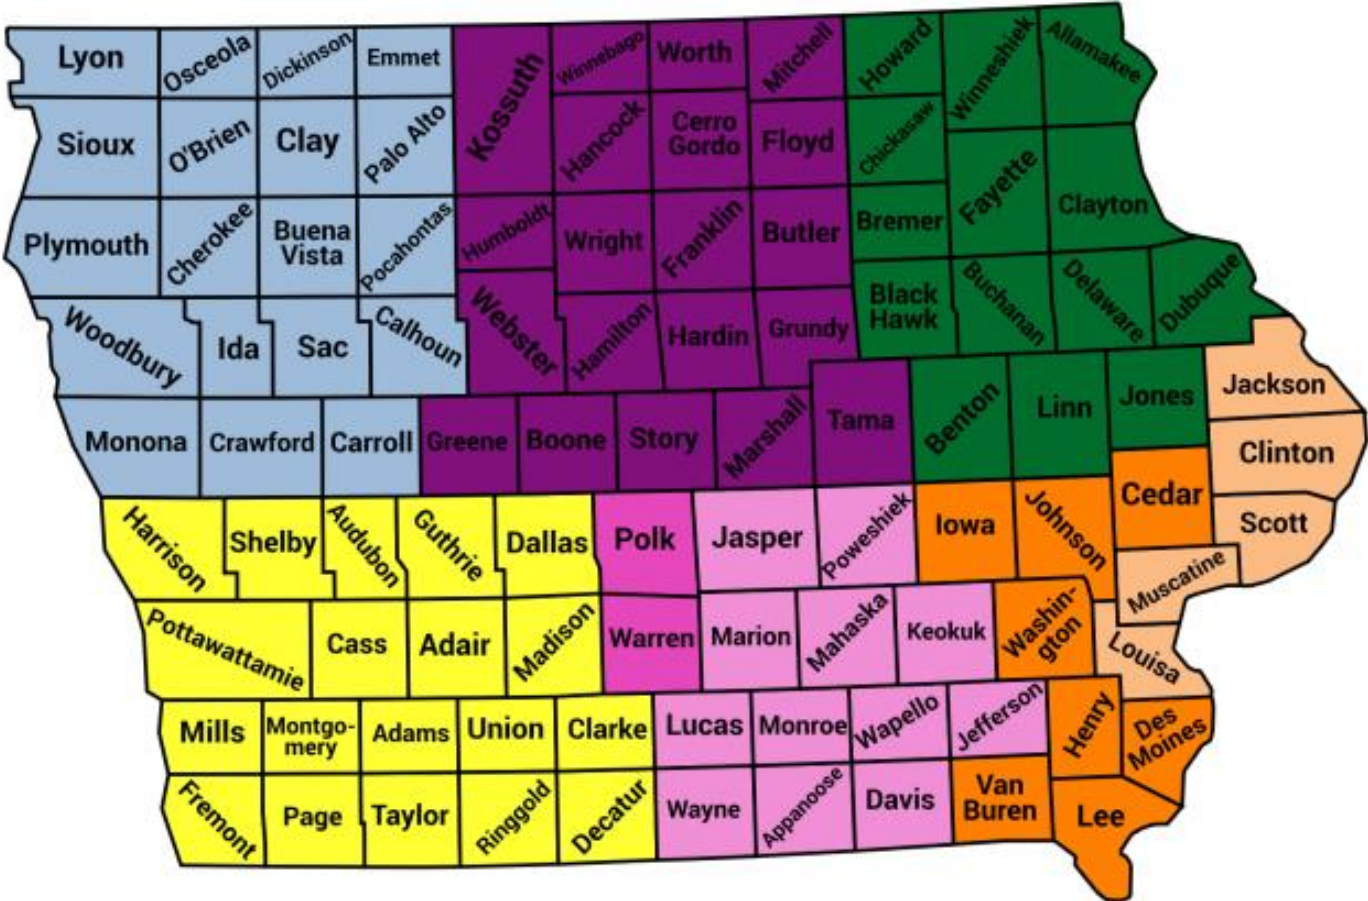 Lyon
Osceola
Dickinson
Emmet
Kossuth
Winnebago
Worth
Mitchell
Howard
Winneshiek
Allamakee
Sioux
O'Brien
Clay
Palo Alto
Hancock
Cerro
Gordo
Floyd
Chickasaw
Fayette
Clayton
Plymouth
Cherokee
Buena
Vista
Pocahontas
Humboldt
Wright
Franklin
Butler
Bremer
Woodbury
Ida
Sac
Calhoun
Webster
Hamilton
Hardin
Grundy
Black
Hawk
Buchanan
Delaware
Dubuque
Monona
Crawford
Carroll
Greene
Boone
Story
Marshall
Tama
Benton
Linn
Jones
Jackson
Clinton
Harrison
Shelby
Audubon
Guthrie
Dallas
Polk
Jasper
Poweshiek
Iowa
Johnson
Cedar
Scott
Muscatine
Pottawattamie
Cass
Adair
Madison
Warren
Marion
Mahaska
Keokuk
Washin-
gton
Louisa
Mills
Montgo-
mery
Adams
Union
Clarke
Lucas
Monroe
Wapello
Jefferson
Henry
Des
Moines
Fremont
Page
Taylor
Ringgold
Decatur
Wayne
Appanoose
Davis
Van
Buren
Lee